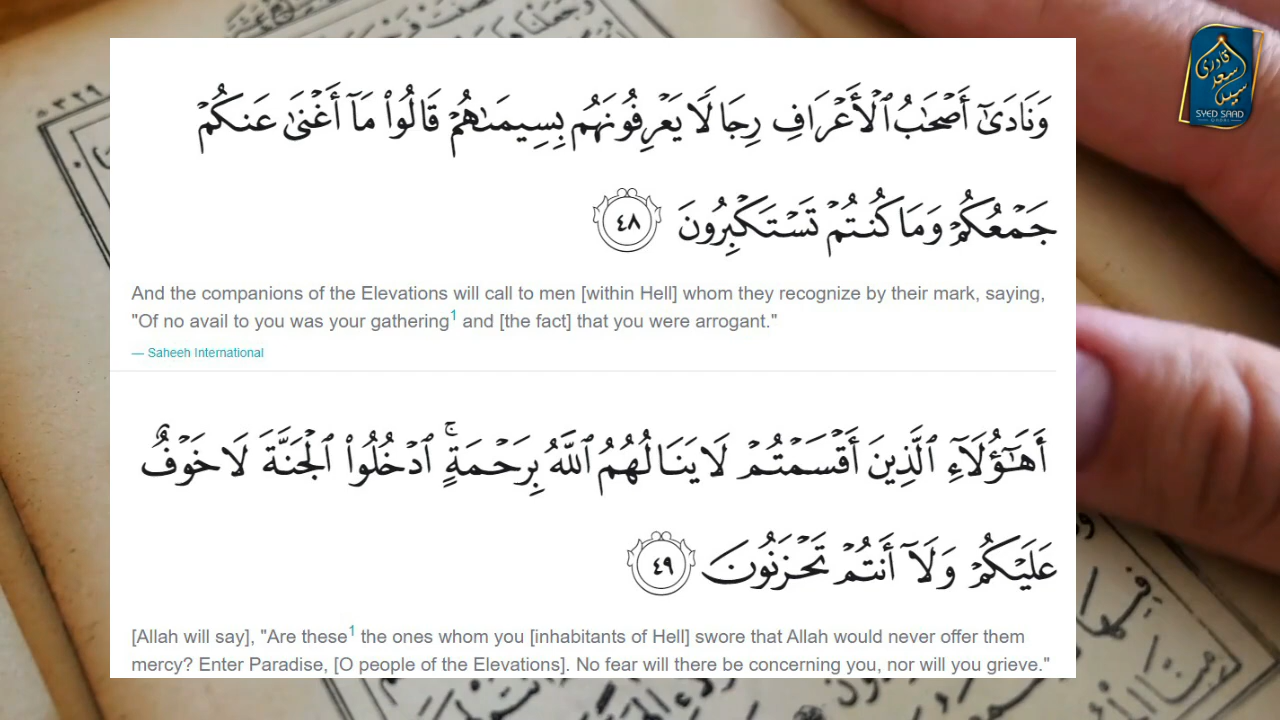 وَنَادَىٰٓ أَصْحَـٰبُ ٱلْأَعْرَافِ رِجَالًا يَعْرِفُونَهُم بِسِيمَىٰهُمْ قَالُوا۟ مَآ أَغْنَىٰ عَنكُمْ
جَمْعُكُمْ وَمَا كُنتُمْ تَسْتَكْبِرُونَ ٤٨
And the companions of the Elevations will call to men [within Hell] whom they recognize by their mark, saying,
"Of no avail to you was your gathering1 and [the fact] that you were arrogant."
— Saheeh International
أَهَـٰٓؤُلَآءِ ٱلَّذِينَ أَقْسَمْتُمْ لَا يَنَالُهُمُ ٱللَّهُ بِرَحْمَةٍ ۚ ٱدْخُلُوا۟ ٱلْجَنَّةَ لَا خَوْفٌ
عَلَيْكُمْ وَلَآ أَنتُمْ تَحْزَنُونَ ٤٩
[Allah will say], "Are these1 the ones whom you [inhabitants of Hell] swore that Allah would never offer them
mercy? Enter Paradise, [O people of the Elevations]. No fear will there be concerning you, nor will you grieve."
سید سعد قادری
SYED SAAD
QADRI